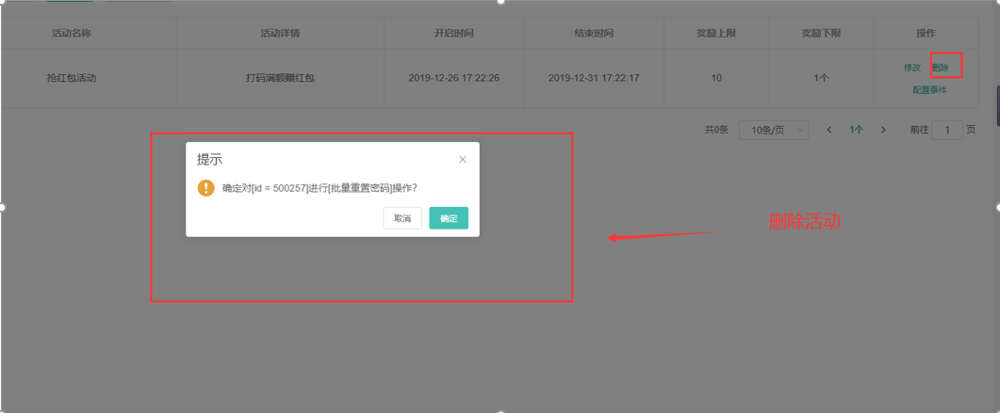 活动名称 活动详情 开启时间 结束时间 奖励上限 奖励下限 操作
抢红包活动 打码满额赠红包 2019-12-26 17:22:26 2019-12-31 17:22:17 10 1个 修改 删除
配置事件
共0条 10条/页 1个 前往 1 页
提示
确定对[id = 500257]进行[批量重置密码]操作?
取消 确定
删除活动